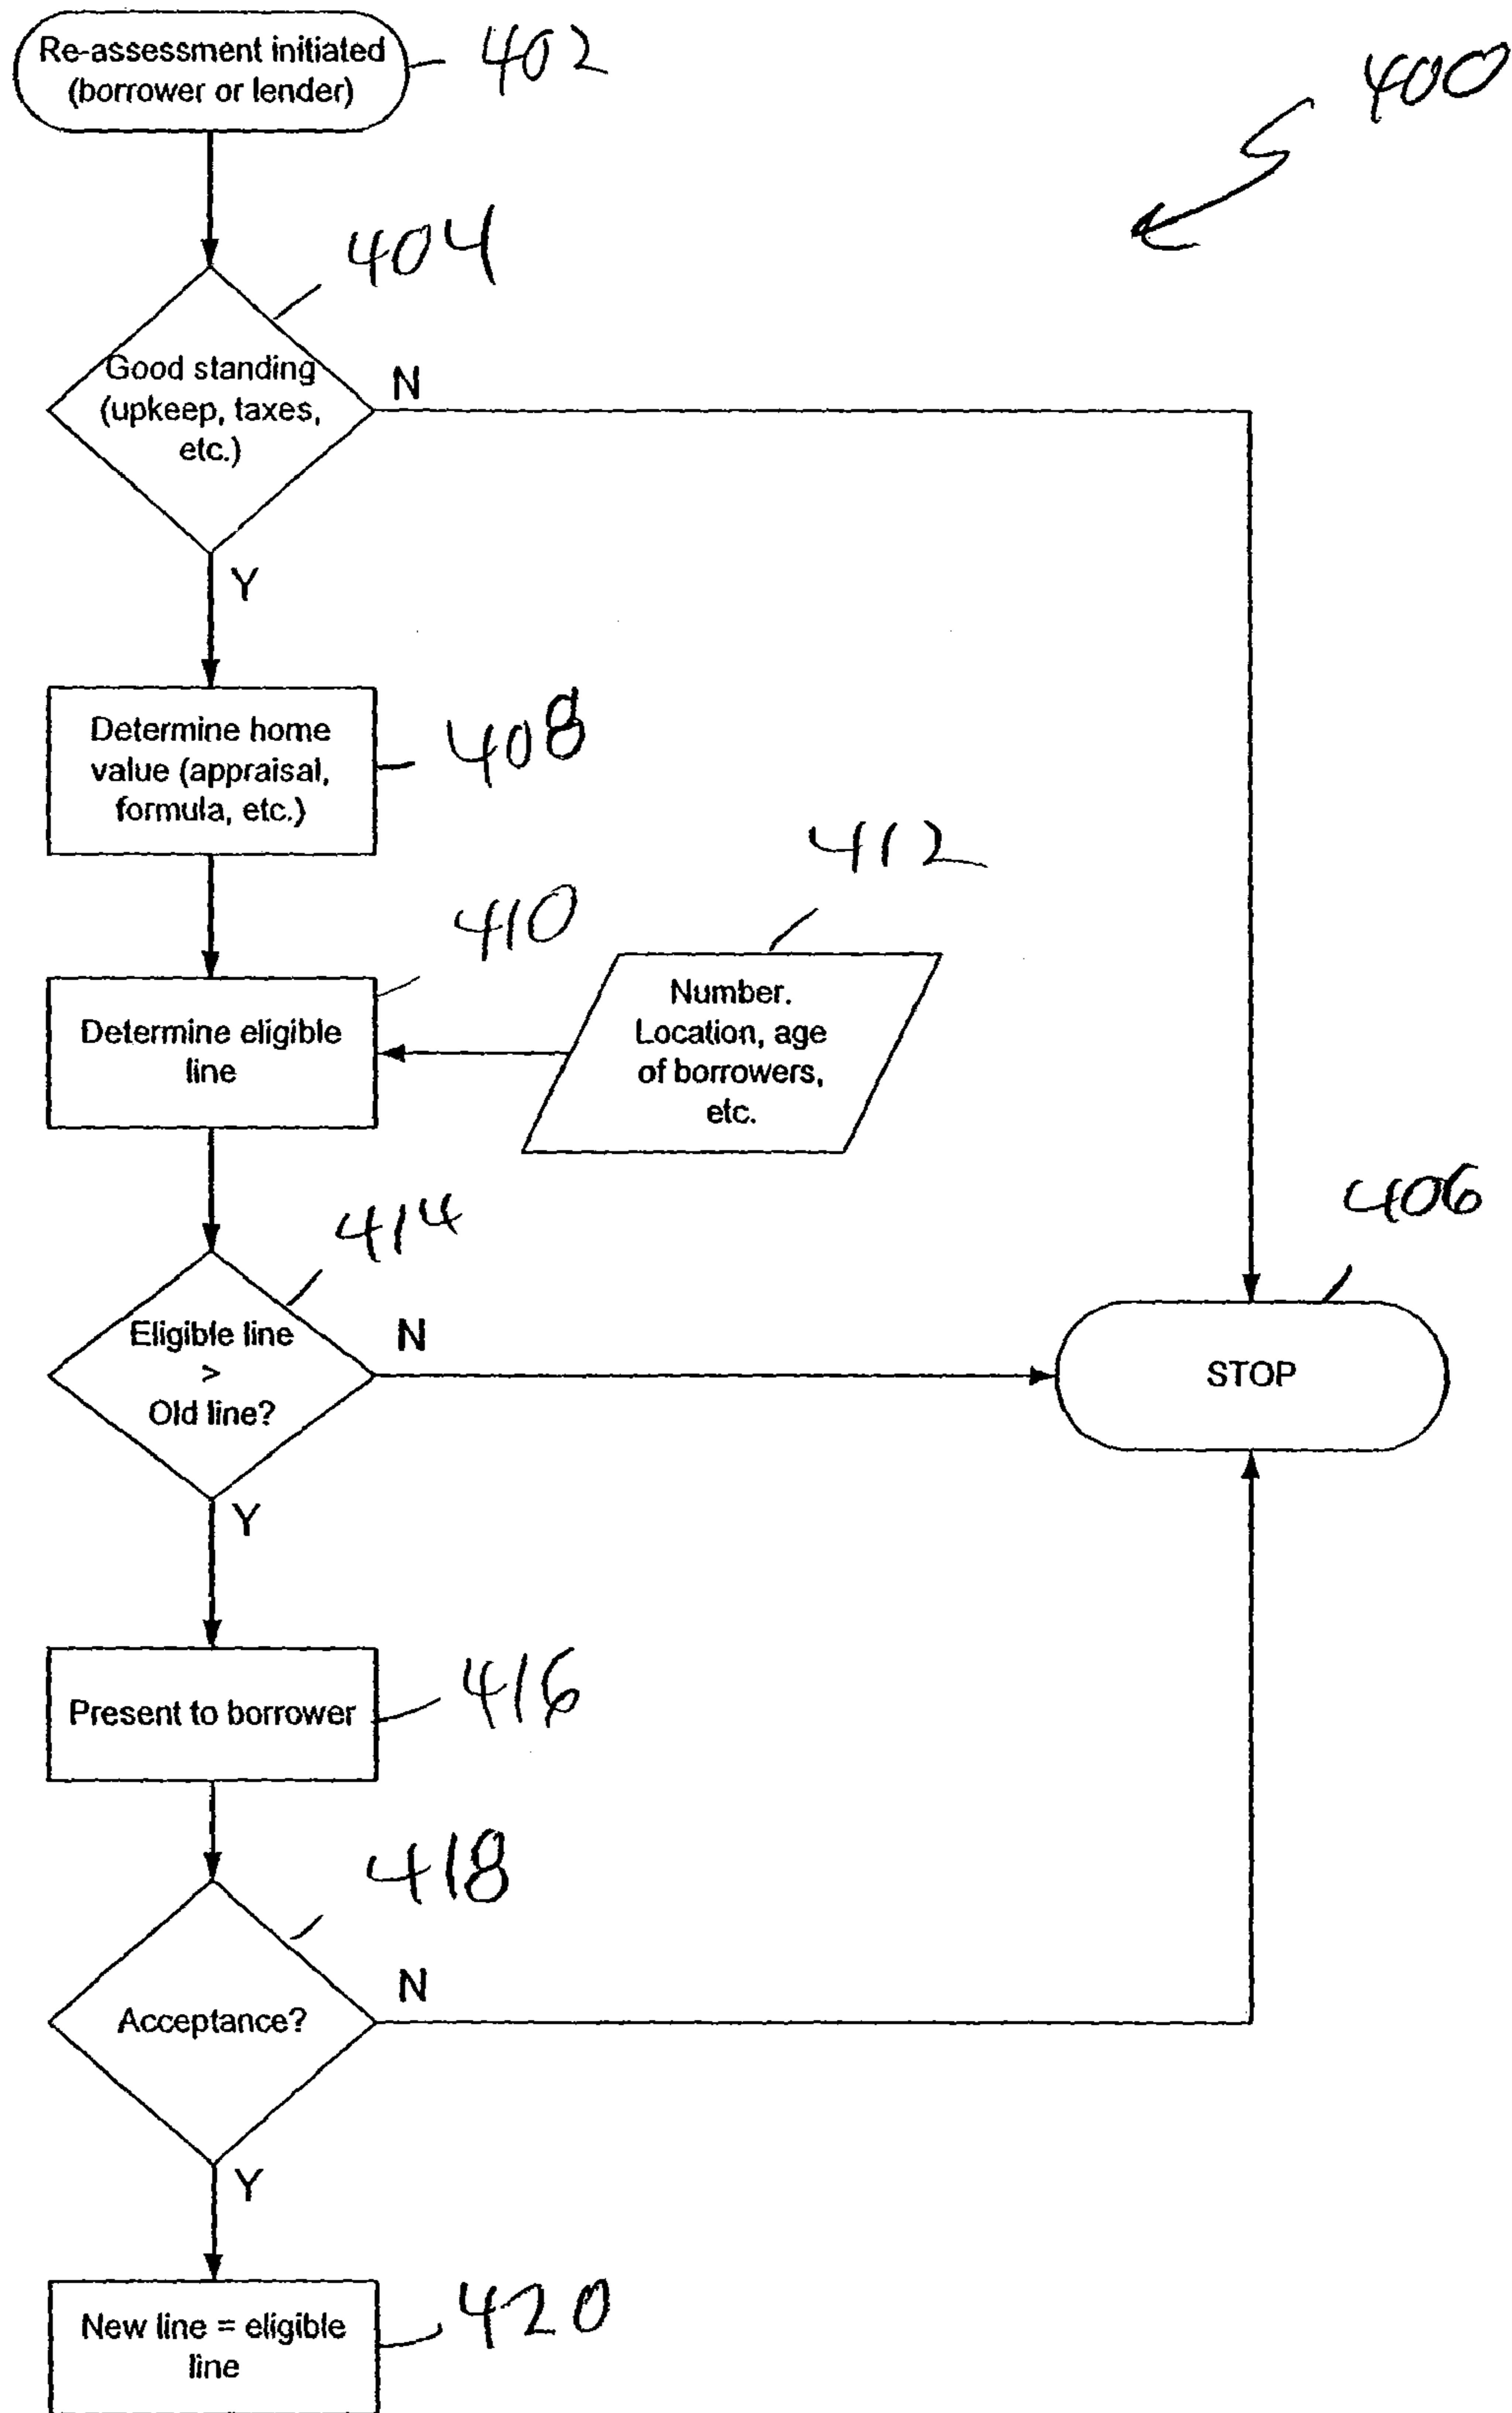 Re-assessment initiated
(borrower or lender)
402
400
404
Good standing
(upkeep, taxes,
etc.)
N
Y
Determine home
value (appraisal,
formula, etc.)
408
412
410
Determine eligible
line
Number.
Location, age
of borrowers,
etc.
414
406
Eligible line
>
Old line?
N
STOP
Y
Present to borrower
416
418
Acceptance?
N
Y
New line = eligible
line
420